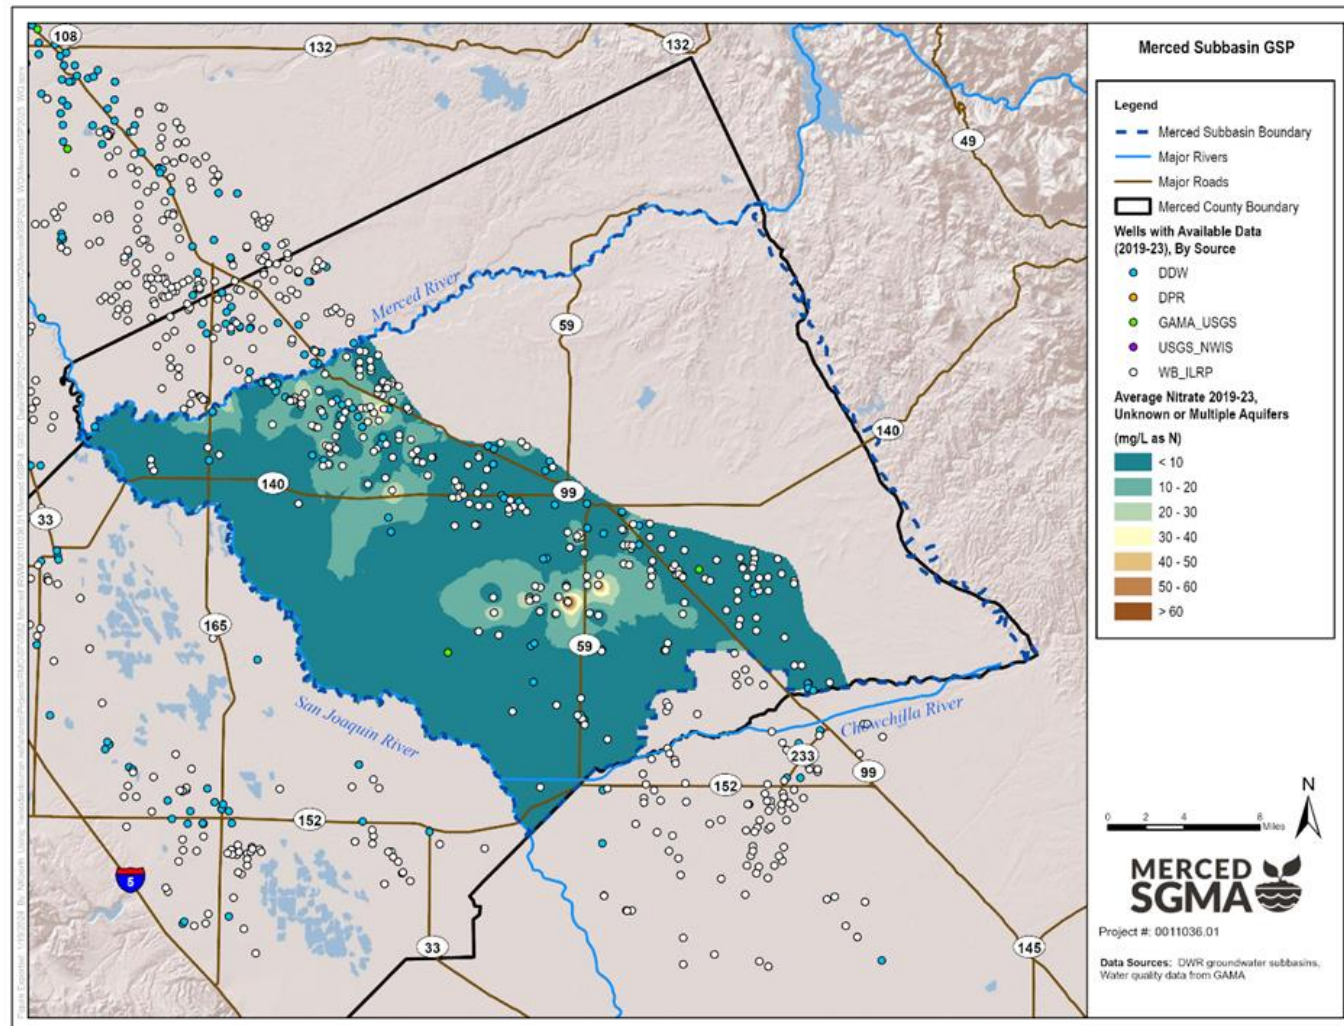 Merced Subbasin GSP
Legend
Merced Subbasin Boundary
Major Rivers
Major Roads
Merced County Boundary
Wells with Available Data
(2019-23), By Source
DDW
DPR
GAMA_USGS
USGS_NWIS
WB_ILRP
Average Nitrate 2019-23,
Unknown or Multiple Aquifers
(mg/L as N)
< 10
10 - 20
20 - 30
30 - 40
40 - 50
50 - 60
> 60
108
132
132
49
Merced River
59
140
140
99
33
165
59
San Joaquin River
Chowchilla River
233
99
152
152
5
33
145
N
0 2 4 8 Miles
MERCED
SGMA
Project #: 0011036.01
Data Sources: DWR groundwater subbasins,
Water quality data from GAMA